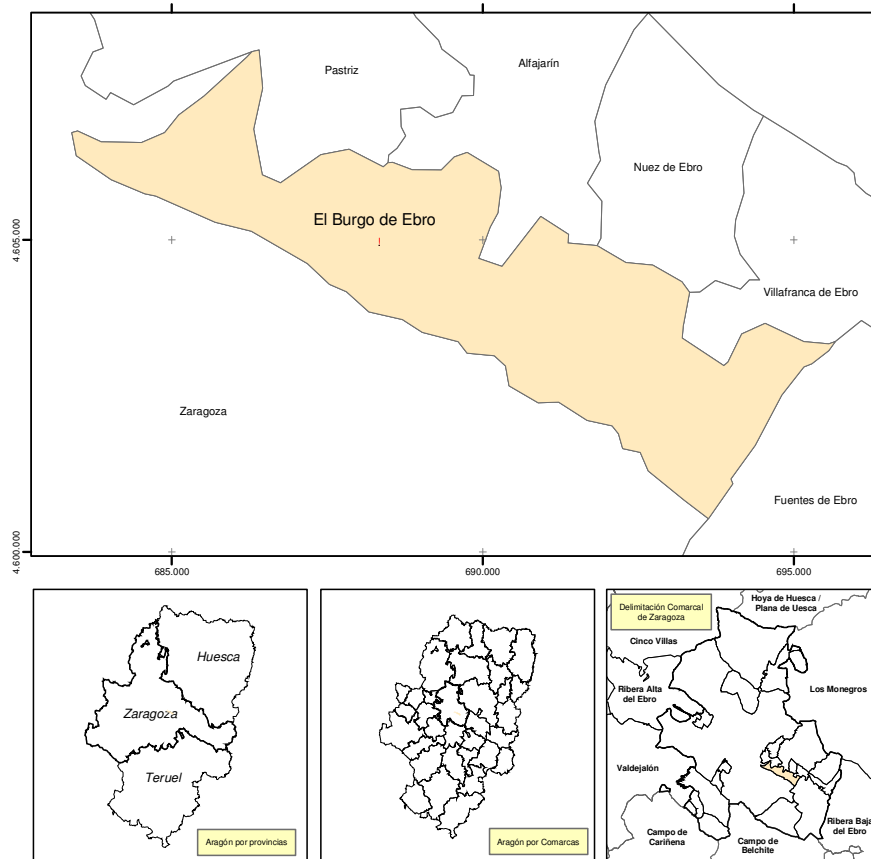 Pastriz
Alfajarín
Nuez de Ebro
El Burgo de Ebro
Villafranca de Ebro
Zaragoza
Fuentes de Ebro
4.605.000
4.600.000
685.000
690.000
695.000
Huesca
Zaragoza
Teruel
Aragón por provincias
Aragón por Comarcas
Delimitación Comarcal
de Zaragoza
Hoya de Huesca /
Plana de Uesca
Cinco Villas
Ribera Alta
del Ebro
Los Monegros
Valdejalón
Ribera Baja
del Ebro
Campo de
Cariñena
Campo de
Belchite